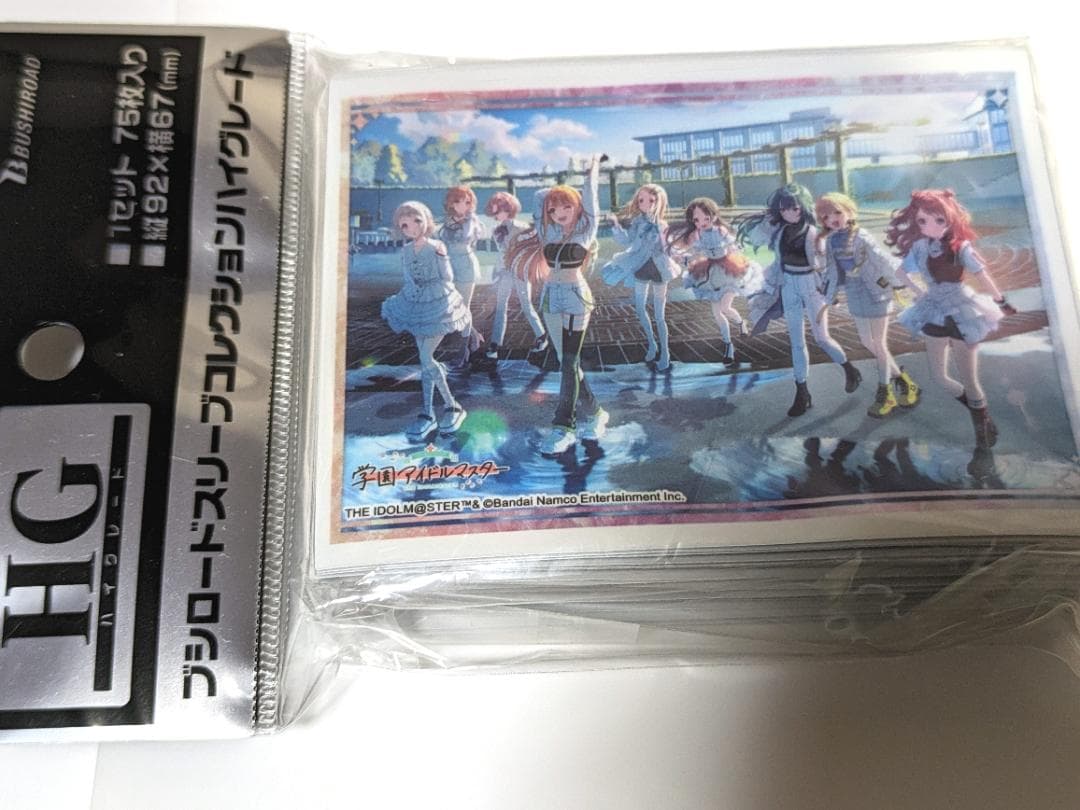 BUSHIROAD
■1セット 75枚入り
■縦92×横67(mm)
ブシロードスリーブコレクションハイグレード
HG
ハイグレード
学園アイドルマスター
THE IDOLM@STER™& ©Bandai Namco Entertainment Inc.